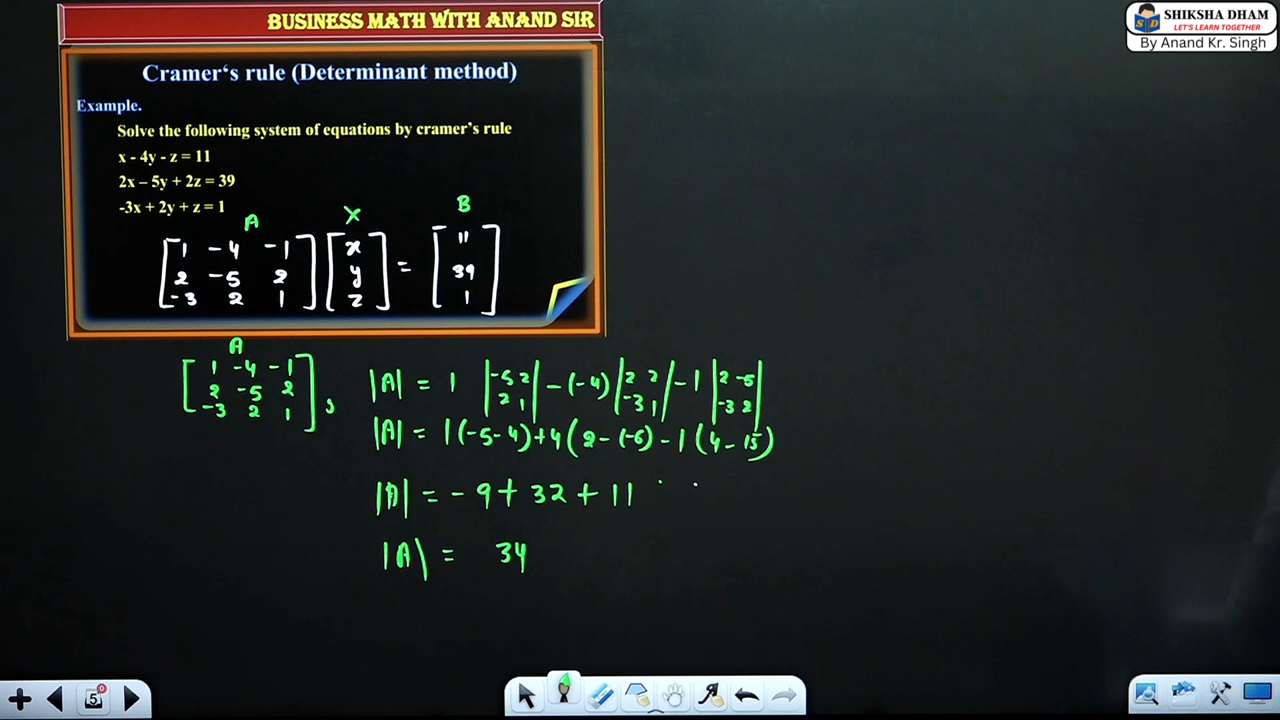 BUSINESS MATH WITH ANAND SIR
SHIKSHA DHAM
LET'S LEARN TOGETHER
By Anand Kr. Singh
SD
Cramer‘s rule (Determinant method)
Example.
Solve the following system of equations by cramer’s rule
x - 4y - z = 11
2x – 5y + 2z = 39
-3x + 2y + z = 1
A X B
[1 -4 -1] [x] = [11]
[2 -5 2] [y] [39]
[-3 2 1] [z] [1]
A
[1 -4 -1]
[2 -5 2]
[-3 2 1],
|A| = 1 |-5 2; 2 1| - (-4) |2 2; -3 1| - 1 |2 -5; -3 2|
|A| = 1(-5-4)+4(2-(-6)-1(4-15)
|A| = -9+32+11
|A| = 34
5
0